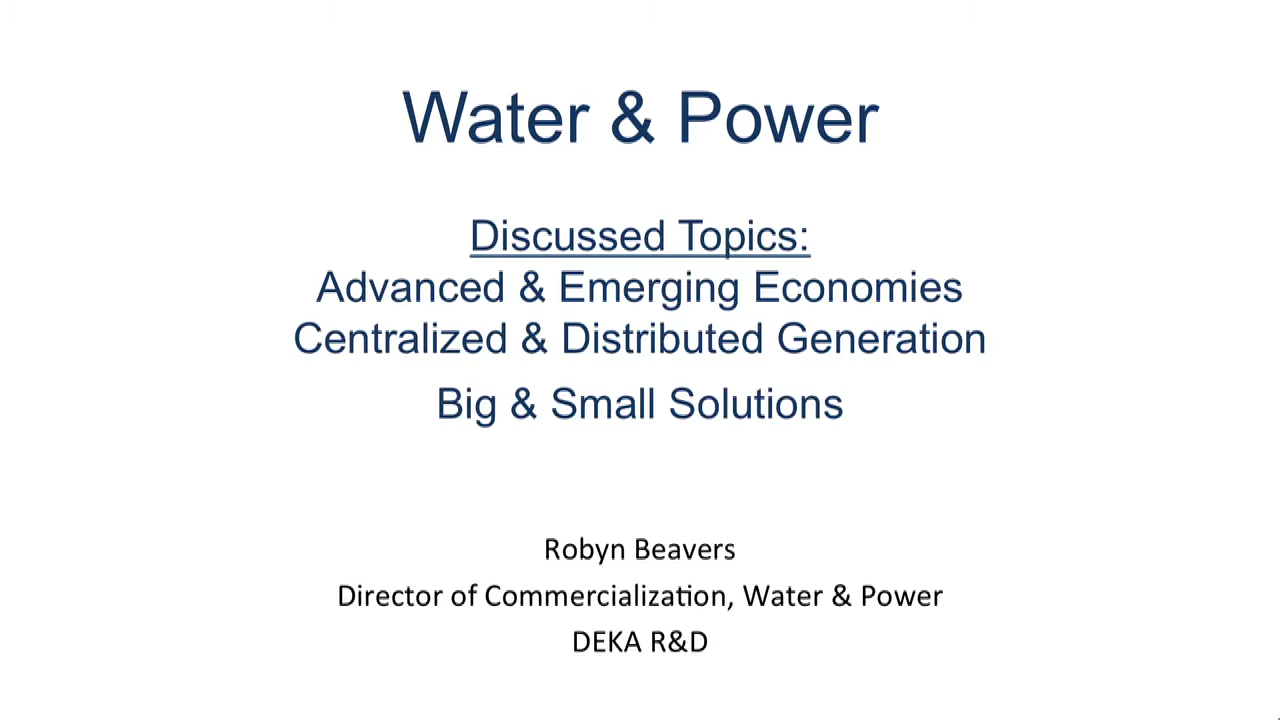 Water & Power
Discussed Topics:
Advanced & Emerging Economies
Centralized & Distributed Generation
Big & Small Solutions
Robyn Beavers
Director of Commercialization, Water & Power
DEKA R&D